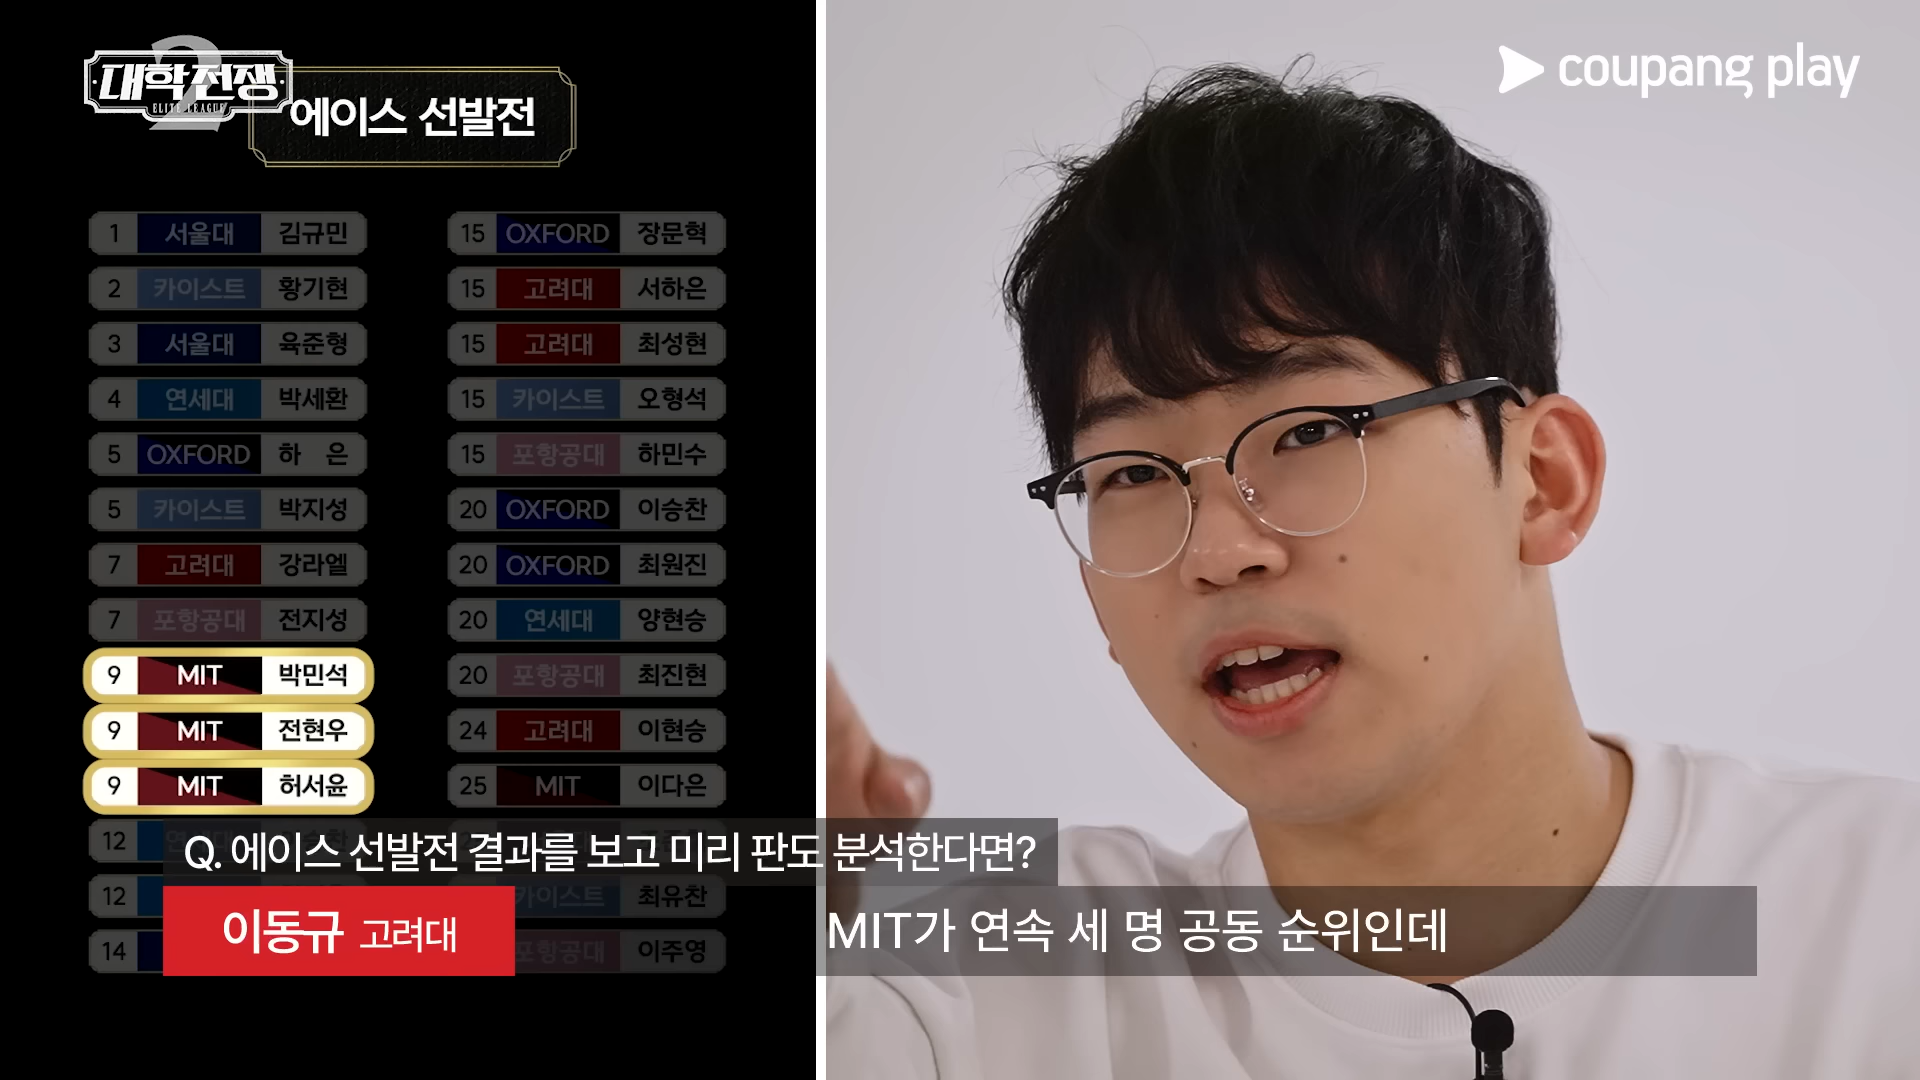 2
대학전쟁
ELITE LEAGUE
에이스 선발전
coupang play
1 서울대 김규민
2 카이스트 황기현
3 서울대 육준형
4 연세대 박세환
5 OXFORD 하 은
5 카이스트 박지성
7 고려대 강라엘
7 포항공대 전지성
9 MIT 박민석
9 MIT 전현우
9 MIT 허서윤
12
12
14
15 OXFORD 장문혁
15 고려대 서하은
15 고려대 최성현
15 카이스트 오형석
15 포항공대 하민수
20 OXFORD 이승찬
20 OXFORD 최원진
20 연세대 양현승
20 포항공대 최진현
24 고려대 이현승
25 MIT 이다은
카이스트 최유찬
포항공대 이주영
Q. 에이스 선발전 결과를 보고 미리 판도 분석한다면?
이동규 고려대
MIT가 연속 세 명 공동 순위인데